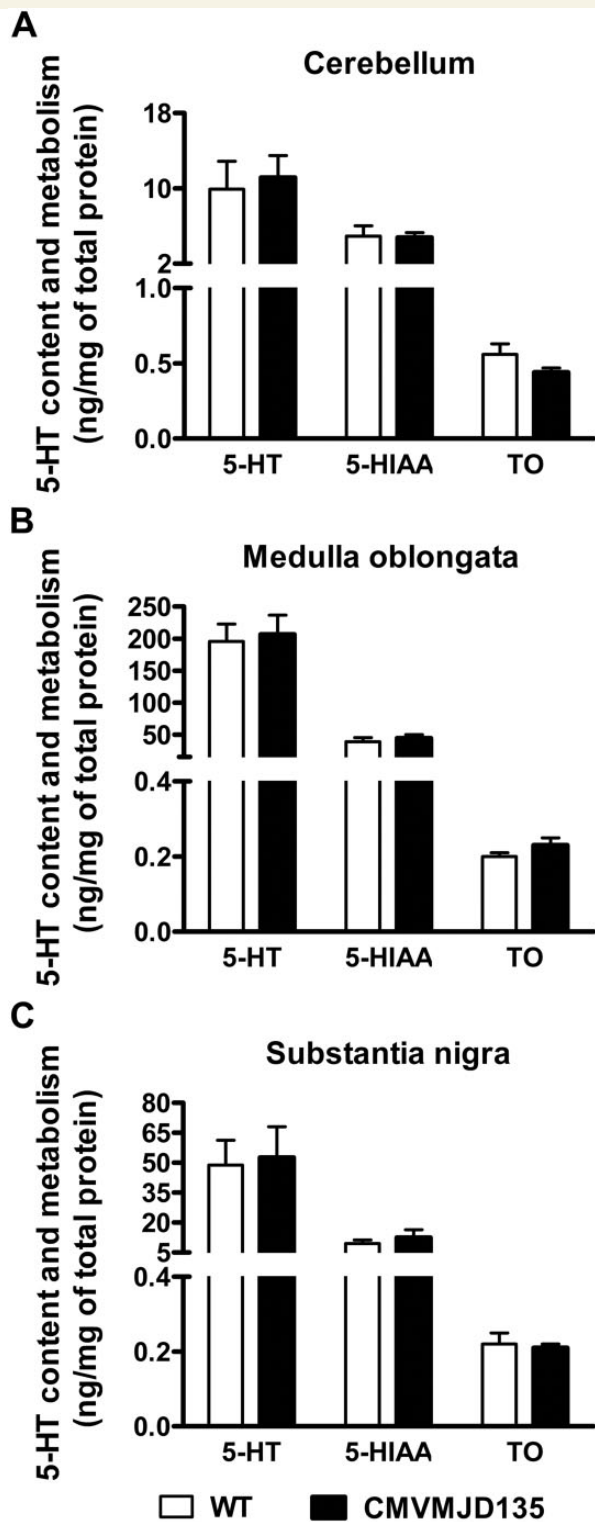 A
Cerebellum
5-HT content and metabolism
(ng/mg of total protein)
18
10
2
1.0
0.5
0.0
5-HT 5-HIAA TO
B
Medulla oblongata
5-HT content and metabolism
(ng/mg of total protein)
250
200
150
100
50
0.4
0.2
0.0
5-HT 5-HIAA TO
C
Substantia nigra
5-HT content and metabolism
(ng/mg of total protein)
80
65
50
35
20
5
0.4
0.2
0.0
5-HT 5-HIAA TO
WT CMVMJD135